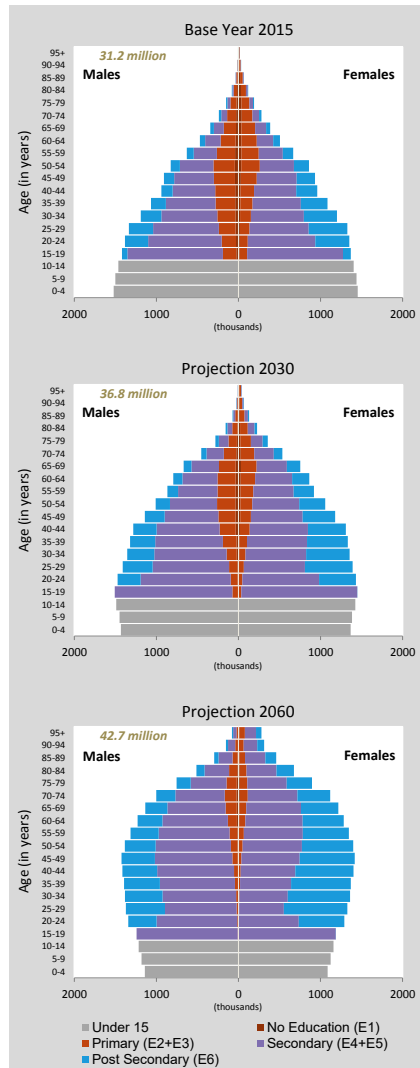 Base Year 2015
31.2 million
Males
Females
Age (in years)
95+
90-94
85-89
80-84
75-79
70-74
65-69
60-64
55-59
50-54
45-49
40-44
35-39
30-34
25-29
20-24
15-19
10-14
5-9
0-4
2000 1000 0 1000 2000
(thousands)
Projection 2030
36.8 million
Males
Females
Age (in years)
95+
90-94
85-89
80-84
75-79
70-74
65-69
60-64
55-59
50-54
45-49
40-44
35-39
30-34
25-29
20-24
15-19
10-14
5-9
0-4
2000 1000 0 1000 2000
(thousands)
Projection 2060
42.7 million
Males
Females
Age (in years)
95+
90-94
85-89
80-84
75-79
70-74
65-69
60-64
55-59
50-54
45-49
40-44
35-39
30-34
25-29
20-24
15-19
10-14
5-9
0-4
2000 1000 0 1000 2000
(thousands)
Under 15
No Education (E1)
Primary (E2+E3)
Secondary (E4+E5)
Post Secondary (E6)